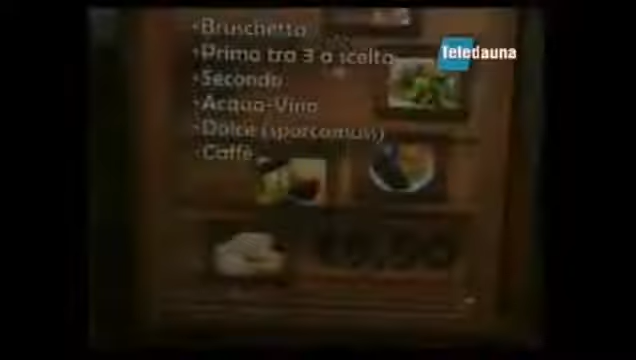 •Bruschetta
•Primo tra 3 a scelta
teledauna
•Secondo
•Acqua-Vino
•Dolce (sporcamuss)
•Caffè